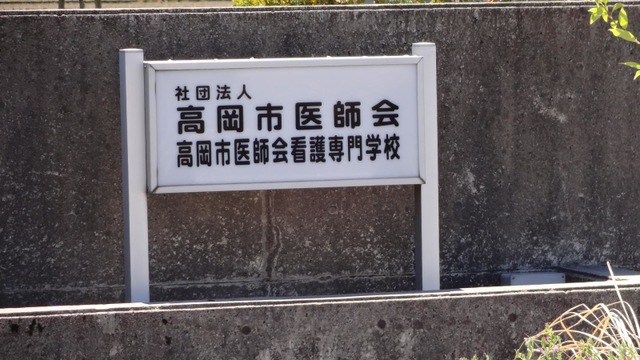 社団法人
高岡市医師会
高岡市医師会看護専門学校